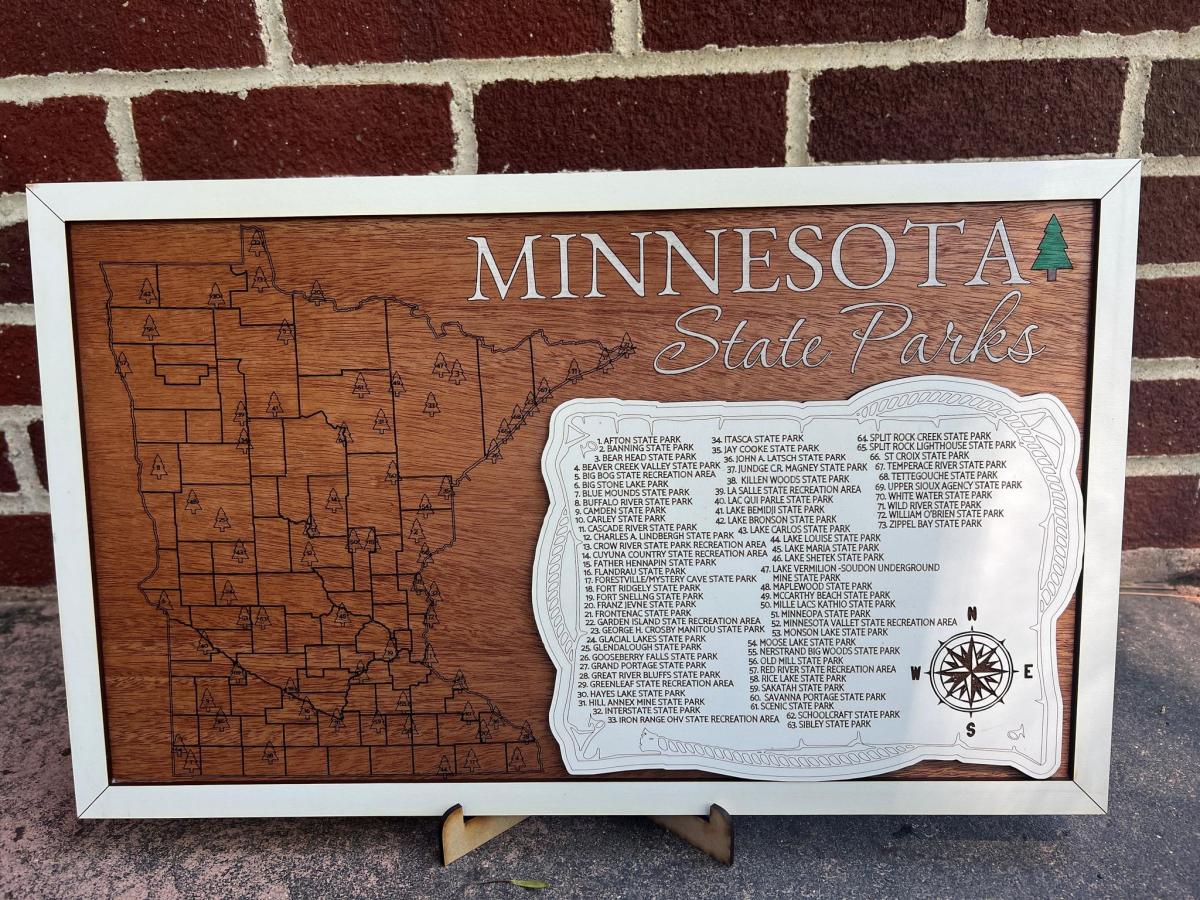 MINNESOTA
State Parks
1. AFTON STATE PARK
2. BANNING STATE PARK
3. BEAR HEAD STATE PARK
4. BEAVER CREEK VALLEY STATE PARK
5. BIG BOG STATE RECREATION AREA
6. BIG STONE LAKE PARK
7. BLUE MOUNDS STATE PARK
8. BUFFALO RIVER STATE PARK
9. CAMDEN STATE PARK
10. CARLEY STATE PARK
11. CASCADE RIVER STATE PARK
12. CHARLES A. LINDBERGH STATE PARK
13. CROW RIVER STATE PARK RECREATION AREA
14. CUYUNA COUNTRY STATE RECREATION AREA
15. FATHER HENNAPIN STATE PARK
16. FLANDRAU STATE PARK
17. FORESTVILLE/MYSTERY CAVE STATE PARK
18. FORT RIDGELY STATE PARK
19. FORT SNELLNG STATE PARK
20. FRANZ JEVNE STATE PARK
21. FRONTENAC STATE PARK
22. GARDEN ISLAND STATE RECREATION AREA
23. GEORGE H. CROSBY MANITOU STATE PARK
24. GLACIAL LAKES STATE PARK
25. GLENDALOUGH STATE PARK
26. GOOSEBERRY FALLS STATE PARK
27. GRAND PORTAGE STATE PARK
28. GREAT RIVER BLUFFS STATE PARK
29. GREENLEAF STATE RECREATION AREA
30. HAYES LAKE STATE PARK
31. HILL ANNEX MINE STATE PARK
32. INTERSTATE STATE PARK
33. IRON RANGE OHV STATE RECREATION AREA
34. ITASCA STATE PARK
35. JAY COOKE STATE PARK
36. JOHN A. LATSCH STATE PARK
37. JUNDGE C.R. MAGNEY STATE PARK
38. KILLEN WOODS STATE PARK
39. LA SALLE STATE RECREATION AREA
40. LAC QUI PARLE STATE PARK
41. LAKE BEMIDJI STATE PARK
42. LAKE BRONSON STATE PARK
43. LAKE CARLOS STATE PARK
44. LAKE LOUISE STATE PARK
45. LAKE MARIA STATE PARK
46. LAKE SHETEK STATE PARK
47. LAKE VERMILION -SOUDON UNDERGROUND
MINE STATE PARK
48. MAPLEWOOD STATE PARK
49. MCCARTHY BEACH STATE PARK
50. MILLE LACS KATHIO STATE PARK
51. MINNEOPA STATE PARK
52. MINNESOTA VALLEY STATE RECREATION AREA
53. MONSON LAKE STATE PARK
54. MOOSE LAKE STATE PARK
55. NERSTRAND BIG WOODS STATE PARK
56. OLD MILL STATE PARK
57. RED RIVER STATE RECREATION AREA
58. RICE LAKE STATE PARK
59. SAKATAH STATE PARK
60. SAVANNA PORTAGE STATE PARK
61. SCENIC STATE PARK
62. SCHOOLCRAFT STATE PARK
63. SIBLEY STATE PARK
64. SPLIT ROCK CREEK STATE PARK
65. SPLIT ROCK LIGHTHOUSE STATE PARK
66. ST CROIX STATE PARK
67. TEMPERACE RIVER STATE PARK
68. TETTEGOUCHE STATE PARK
69. UPPER SIOUX AGENCY STATE PARK
70. WHITE WATER STATE PARK
71. WILD RIVER STATE PARK
72. WILLIAM O'BRIEN STATE PARK
73. ZIPPEL BAY STATE PARK
N
W E
S